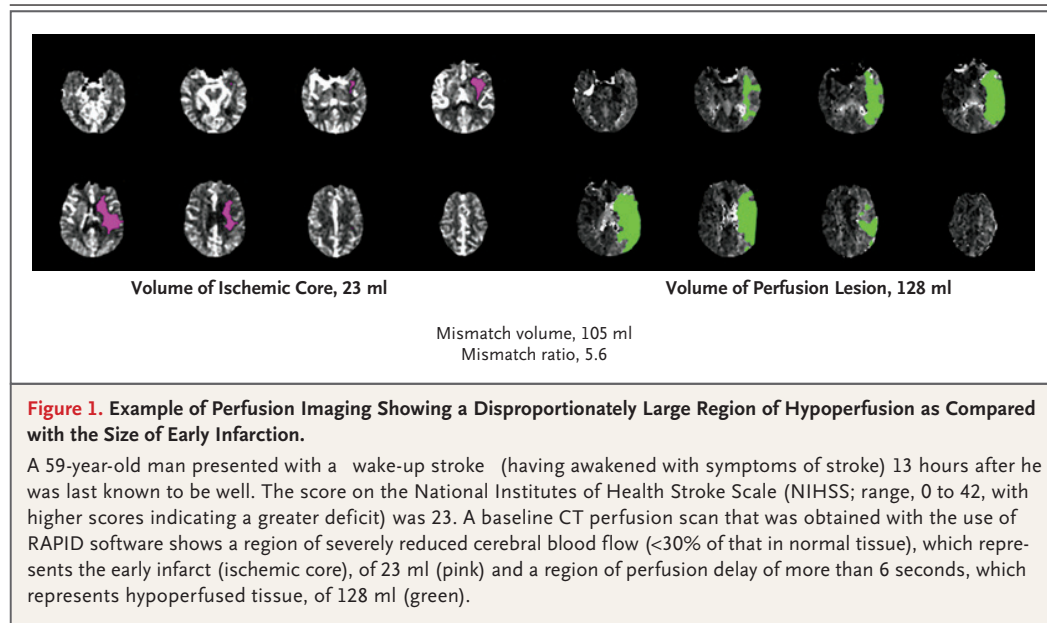 Volume of Ischemic Core, 23 ml
Volume of Perfusion Lesion, 128 ml
Mismatch volume, 105 ml
Mismatch ratio, 5.6
Figure 1. Example of Perfusion Imaging Showing a Disproportionately Large Region of Hypoperfusion as Compared
with the Size of Early Infarction.
A 59-year-old man presented with a wake-up stroke (having awakened with symptoms of stroke) 13 hours after he
was last known to be well. The score on the National Institutes of Health Stroke Scale (NIHSS; range, 0 to 42, with
higher scores indicating a greater deficit) was 23. A baseline CT perfusion scan that was obtained with the use of
RAPID software shows a region of severely reduced cerebral blood flow (<30% of that in normal tissue), which repre-
sents the early infarct (ischemic core), of 23 ml (pink) and a region of perfusion delay of more than 6 seconds, which
represents hypoperfused tissue, of 128 ml (green).